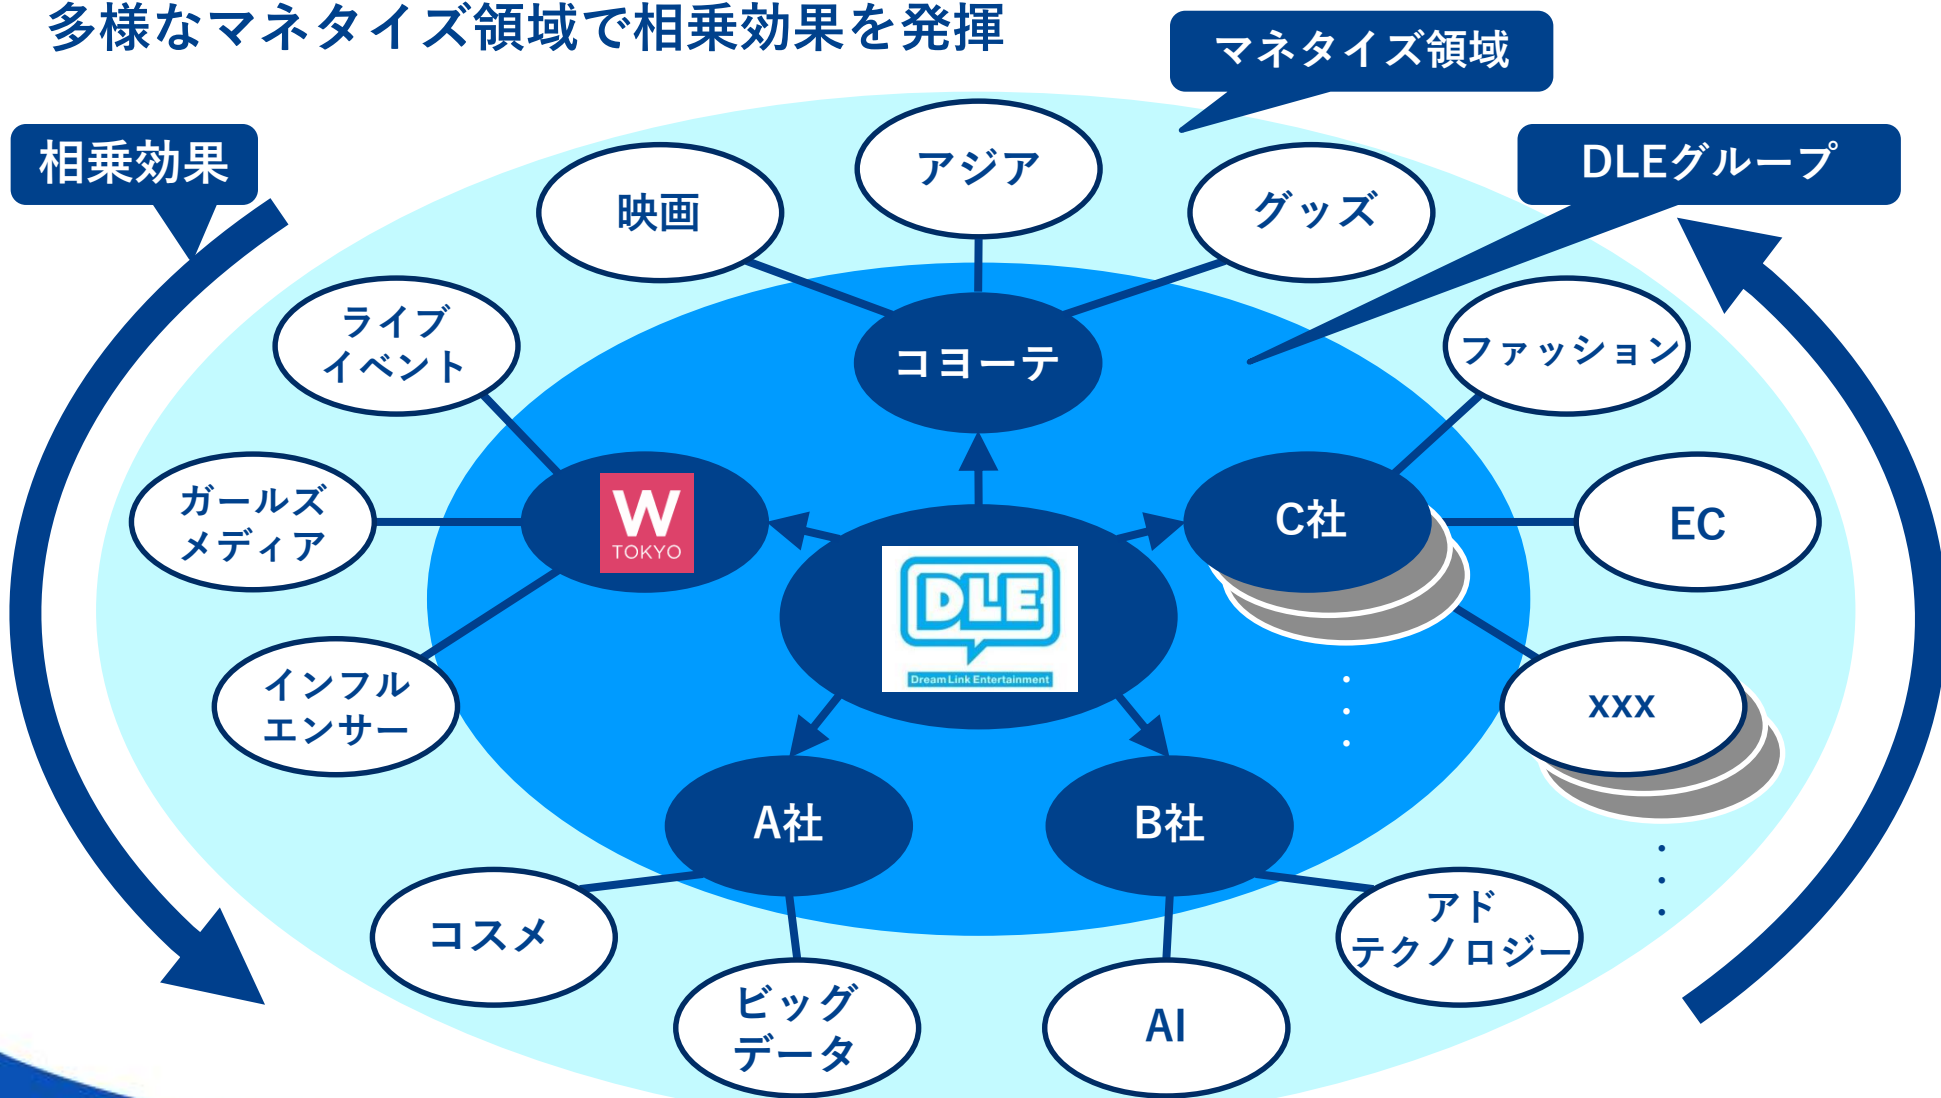 多様なマネタイズ領域で相乗効果を発揮
マネタイズ領域
相乗効果
DLEグループ
映画
アジア
グッズ
ライブ
イベント
コヨーテ
ファッション
ガールズ
メディア
W
TOKYO
C社
EC
DLE
Dream Link Entertainment
インフル
エンサー
xxx
A社
B社
コスメ
ビッグ
データ
AI
アド
テクノロジー